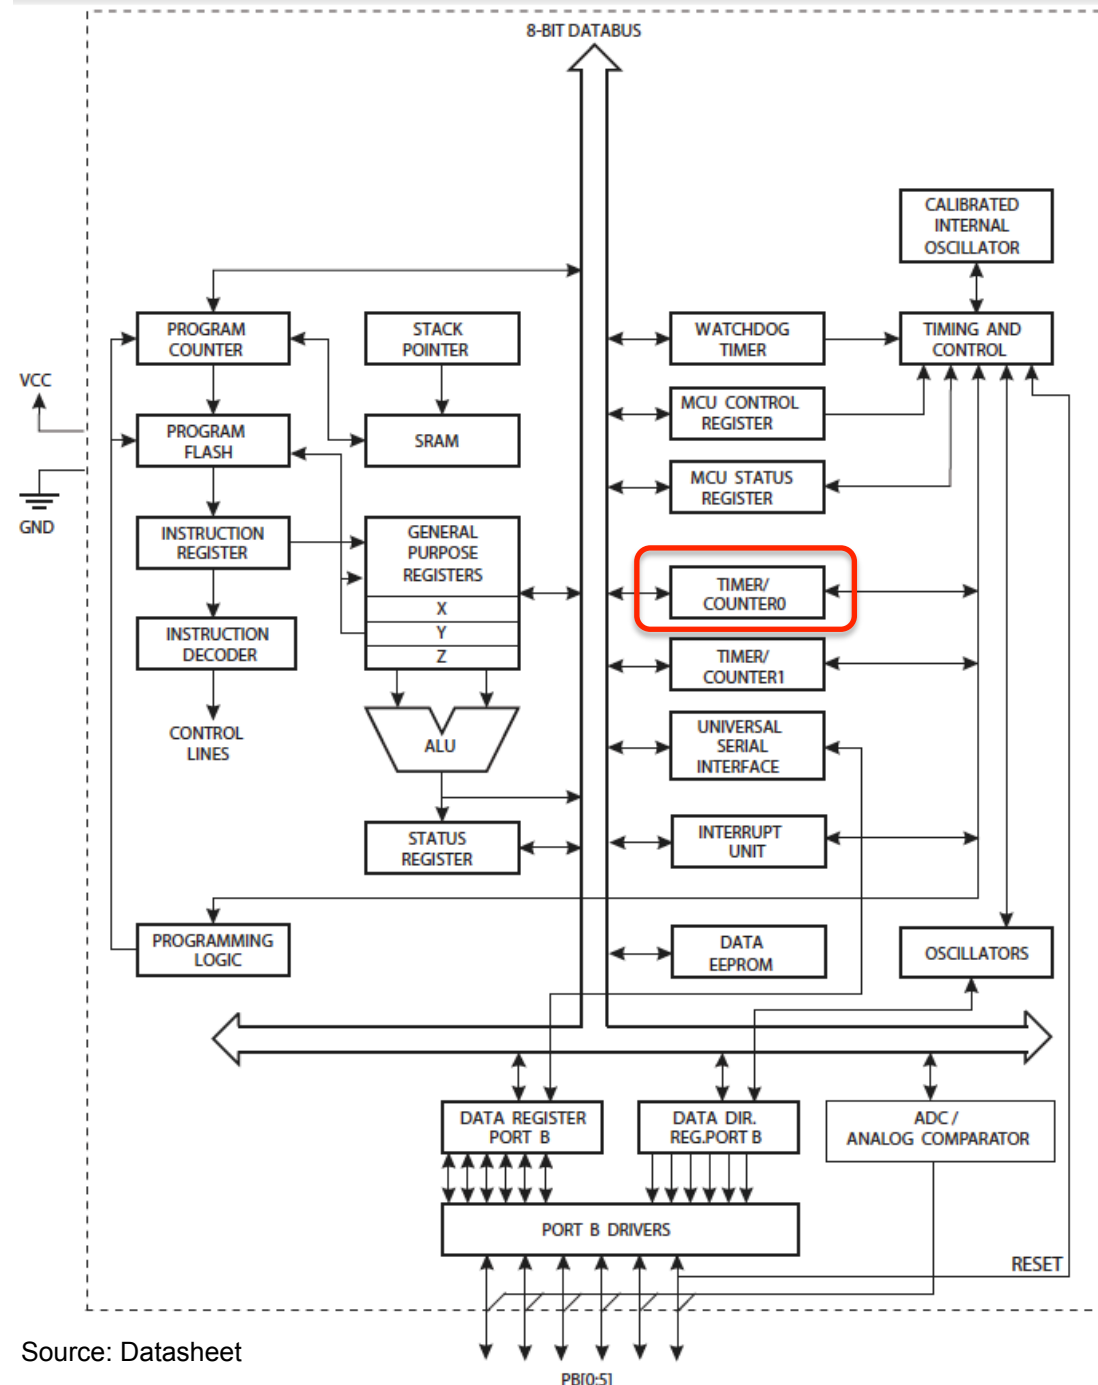 8-BIT DATABUS
CALIBRATED
INTERNAL
OSCILLATOR
PROGRAM
COUNTER
STACK
POINTER
WATCHDOG
TIMER
TIMING AND
CONTROL
VCC
MCU CONTROL
REGISTER
PROGRAM
FLASH
SRAM
MCU STATUS
REGISTER
GND
INSTRUCTION
REGISTER
GENERAL
PURPOSE
REGISTERS
X
Y
Z
TIMER/
COUNTER0
INSTRUCTION
DECODER
TIMER/
COUNTER1
CONTROL
LINES
ALU
UNIVERSAL
SERIAL
INTERFACE
STATUS
REGISTER
INTERRUPT
UNIT
PROGRAMMING
LOGIC
DATA
EEPROM
OSCILLATORS
DATA REGISTER
PORT B
DATA DIR.
REG.PORT B
ADC /
ANALOG COMPARATOR
PORT B DRIVERS
RESET
Source: Datasheet
PB[0:5]